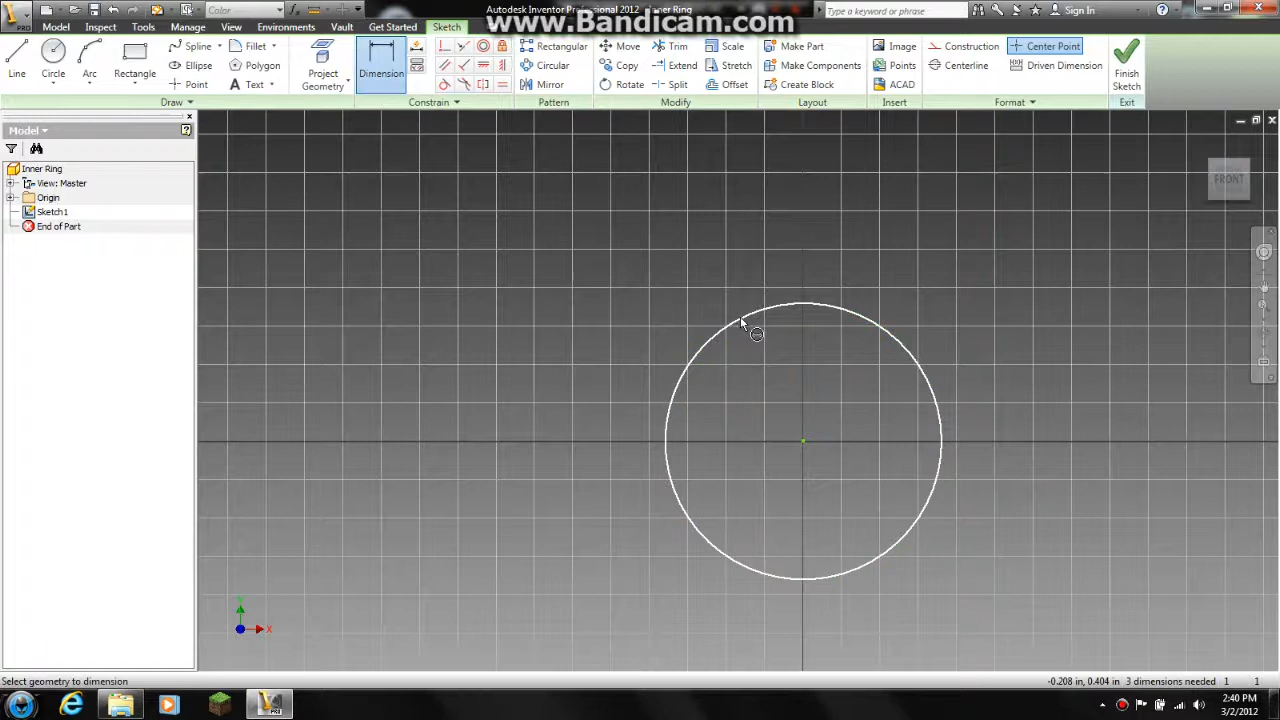 Color
Autodesk Inventor Professional 2012
Inner Ring
www.Bandicam.com
Type a keyword or phrase
Sign In
PRO
Model Inspect Tools Manage View Environments Vault Get Started Sketch
Line Circle Arc Rectangle
Spline Fillet
Ellipse Polygon
Point Text
Project Geometry
Dimension
Rectangular
Circular
Mirror
Move Trim Scale
Copy Extend Stretch
Rotate Split Offset
Make Part
Make Components
Create Block
Image
Points
ACAD
Construction Center Point
Centerline Driven Dimension
Finish Sketch
Draw Constrain Pattern Modify Layout Insert Format Exit
Model
Inner Ring
View: Master
Origin
Sketch1
End of Part
FRONT
X
Select geometry to dimension
-0.208 in, 0.404 in 3 dimensions needed 1 1
2:40 PM
3/2/2012